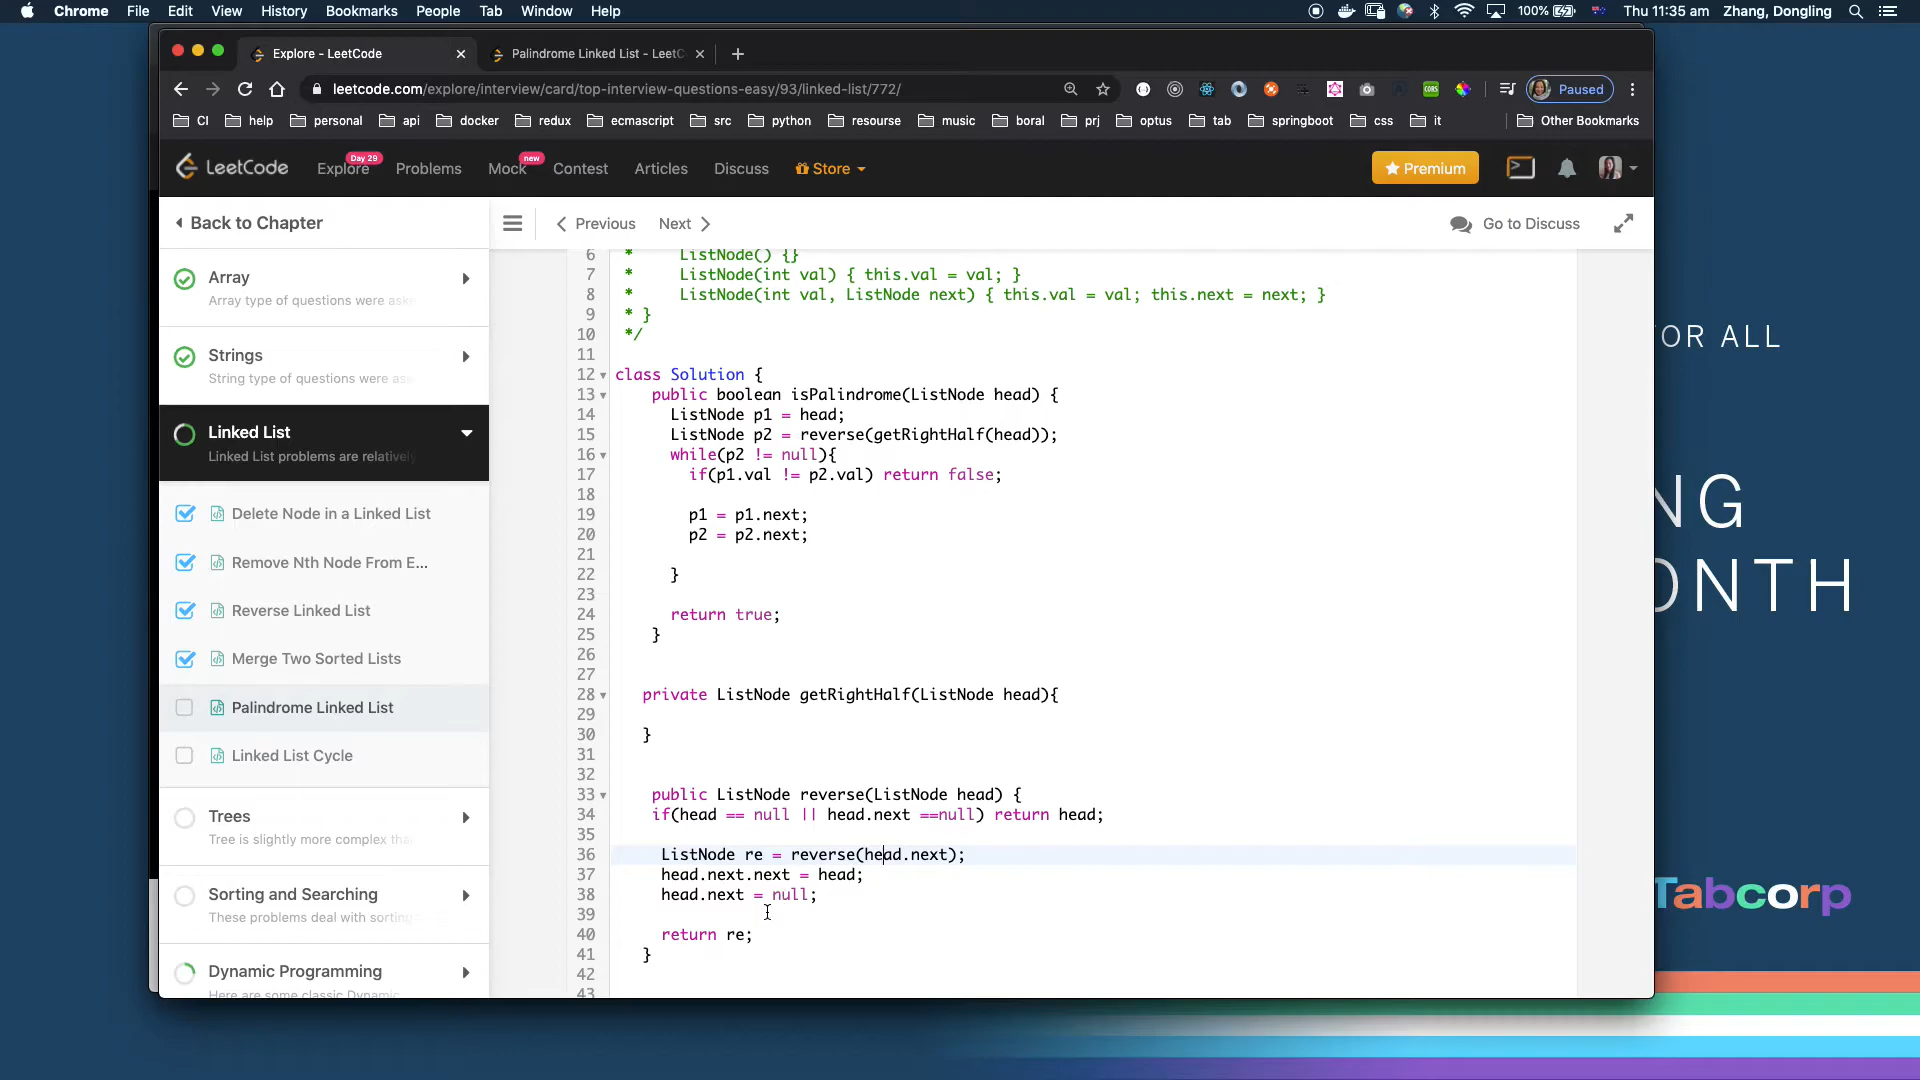 Chrome File Edit View History Bookmarks People Tab Window Help 100% Thu 11:35 am Zhang, Dongling
Explore - LeetCode
Palindrome Linked List - LeetC
leetcode.com/explore/interview/card/top-interview-questions-easy/93/linked-list/772/
Paused
CI help personal api docker redux ecmascript src python resourse music boral prj optus tab springboot css it Other Bookmarks
LeetCode Explore Day 29 Problems Mock new Contest Articles Discuss Store Premium
Back to Chapter
Previous Next Go to Discuss
Array
Array type of questions were aske
Strings
String type of questions were ask
Linked List
Linked List problems are relatively
Delete Node in a Linked List
Remove Nth Node From E...
Reverse Linked List
Merge Two Sorted Lists
Palindrome Linked List
Linked List Cycle
Trees
Tree is slightly more complex tha
Sorting and Searching
These problems deal with sorting
Dynamic Programming
Here are some classic Dynamic
6 * ListNode() {}
7 * ListNode(int val) { this.val = val; }
8 * ListNode(int val, ListNode next) { this.val = val; this.next = next; }
9 * }
10 */
11
12 class Solution {
13 public boolean isPalindrome(ListNode head) {
14 ListNode p1 = head;
15 ListNode p2 = reverse(getRightHalf(head));
16 while(p2 != null){
17 if(p1.val != p2.val) return false;
18
19 p1 = p1.next;
20 p2 = p2.next;
21
22 }
23
24 return true;
25 }
26
27
28 private ListNode getRightHalf(ListNode head){
29
30 }
31
32
33 public ListNode reverse(ListNode head) {
34 if(head == null || head.next ==null) return head;
35
36 ListNode re = reverse(head.next);
37 head.next.next = head;
38 head.next = null;
39
40 return re;
41 }
42
43
OR ALL
NG
ONTH
Tabcorp